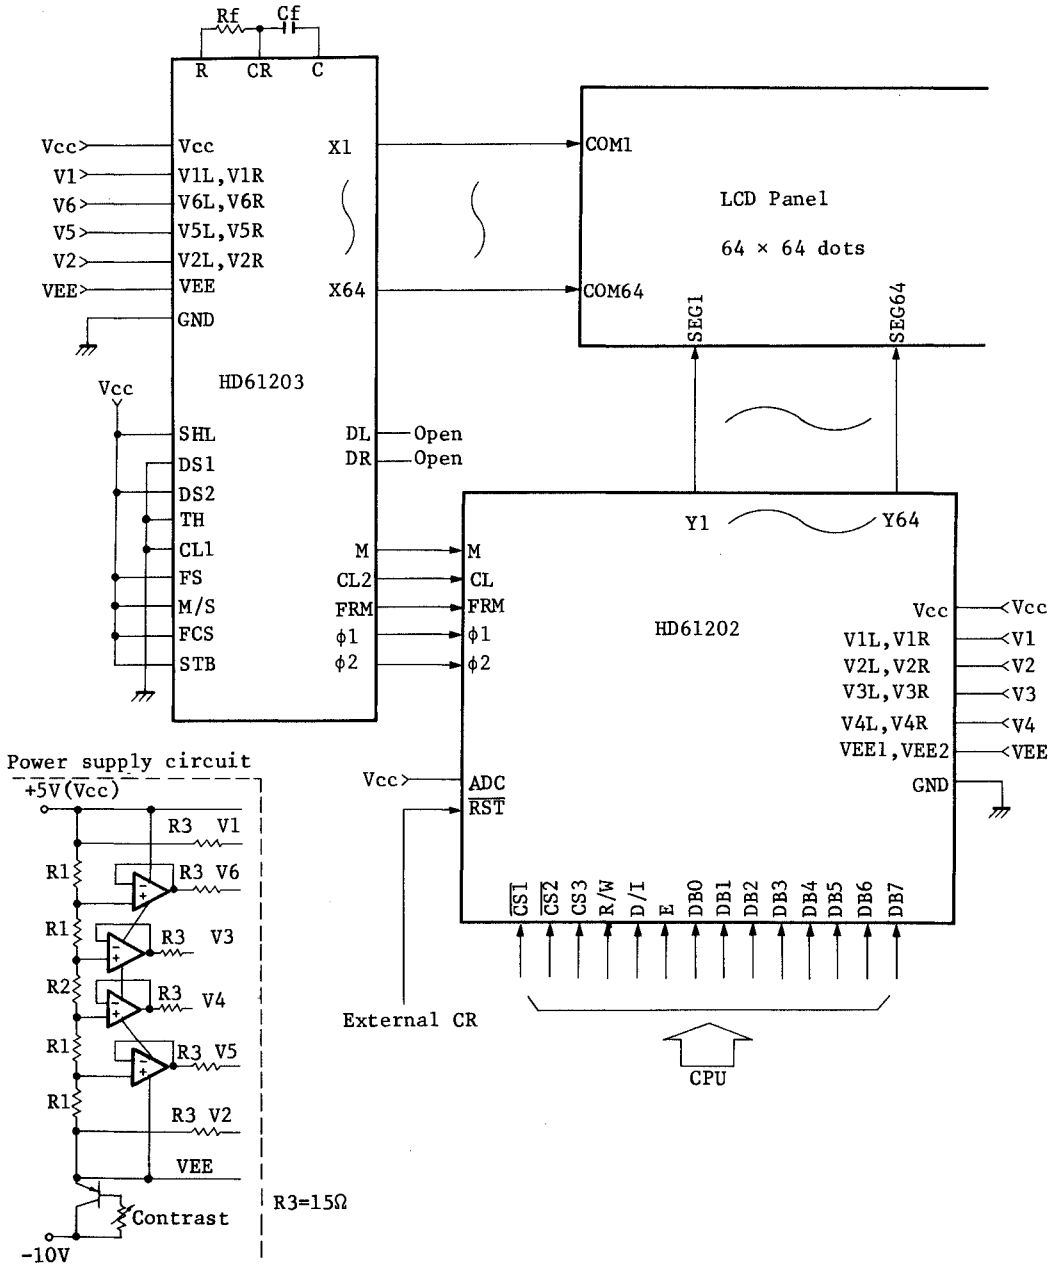 Rf Cf
R CR C
Vcc> Vcc X1 COM1
V1> V1L,V1R
V6> V6L,V6R
V5> V5L,V5R
V2> V2L,V2R
VEE> VEE X64 COM64
GND
LCD Panel
64 × 64 dots
SEG1 SEG64
HD61203
Vcc
SHL DL Open
DS1 DR Open
DS2
TH
CL1 M M
FS CL2 CL
M/S FRM FRM
FCS ϕ1 ϕ1
STB ϕ2 ϕ2
Y1 Y64
HD61202
Vcc <Vcc
V1L,V1R <V1
V2L,V2R <V2
V3L,V3R <V3
V4L,V4R <V4
VEE1,VEE2 <VEE
GND
Vcc> ADC
R̅S̅T̅
C̅S̅1̅ C̅S̅2̅ CS3 R/W D/I E DB0 DB1 DB2 DB3 DB4 DB5 DB6 DB7
External CR
CPU
Power supply circuit
+5V(Vcc)
R3 V1
R1 R3 V6
R1 R3 V3
R2 R3 V4
R1 R3 V5
R1 R3 V2
VEE
Contrast
R3=15Ω
-10V